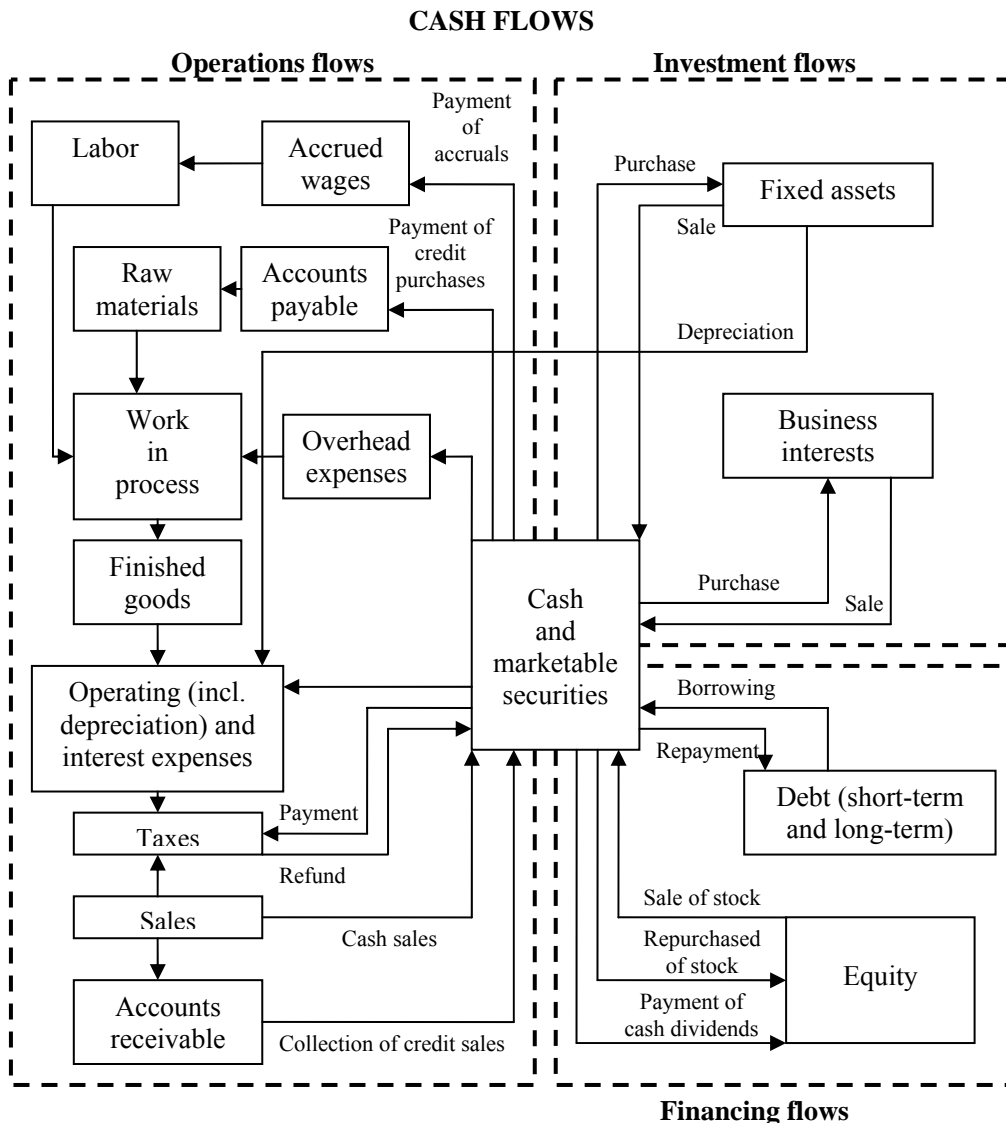 CASH FLOWS
Operations flows
Investment flows
Labor
Accrued
wages
Payment
of
accruals
Purchase
Fixed assets
Sale
Raw
materials
Accounts
payable
Payment of
credit
purchases
Depreciation
Work
in
process
Overhead
expenses
Business
interests
Finished
goods
Cash
and
marketable
securities
Purchase
Sale
Operating (incl.
depreciation) and
interest expenses
Borrowing
Repayment
Debt (short-term
and long-term)
Payment
Taxes
Refund
Sales
Cash sales
Sale of stock
Repurchased
of stock
Equity
Payment of
cash dividends
Accounts
receivable
Collection of credit sales
Financing flows